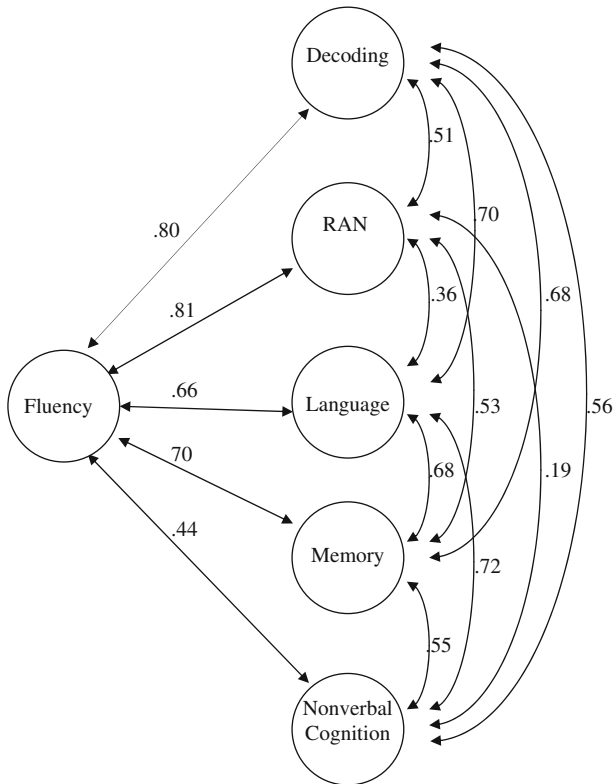 Decoding
.51
.70
.80
RAN
.81
.36
.68
Fluency
.66
Language
.53
.56
70
.68
.19
.44
Memory
.72
.55
Nonverbal
Cognition